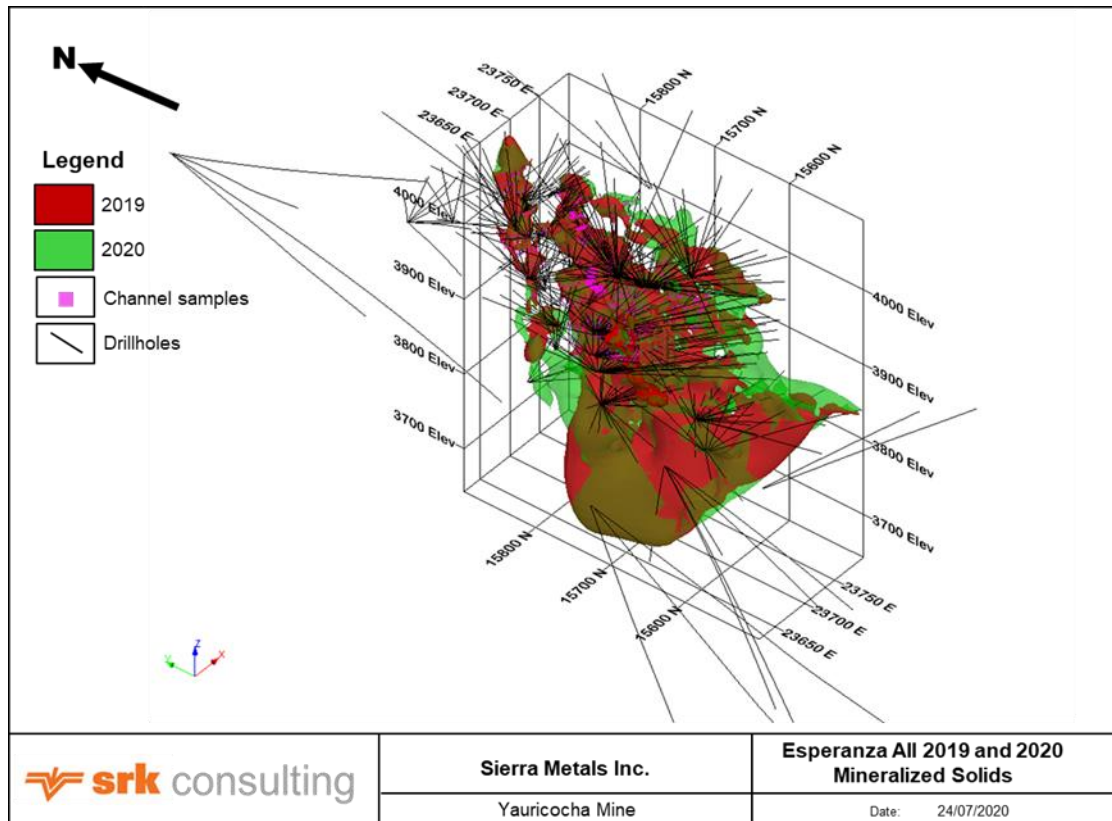 N
Legend
2019
2020
Channel samples
Drillholes
23750 E
23700 E
23650 E
15800 N
15700 N
15600 N
4000 Elev
3900 Elev
3800 Elev
3700 Elev
4000 Elev
3900 Elev
3800 Elev
3700 Elev
15800 N
15700 N
15600 N
23750 E
23700 E
23650 E
Z
Y
X
srk consulting
Sierra Metals Inc.
Yauricocha Mine
Esperanza All 2019 and 2020
Mineralized Solids
Date: 24/07/2020